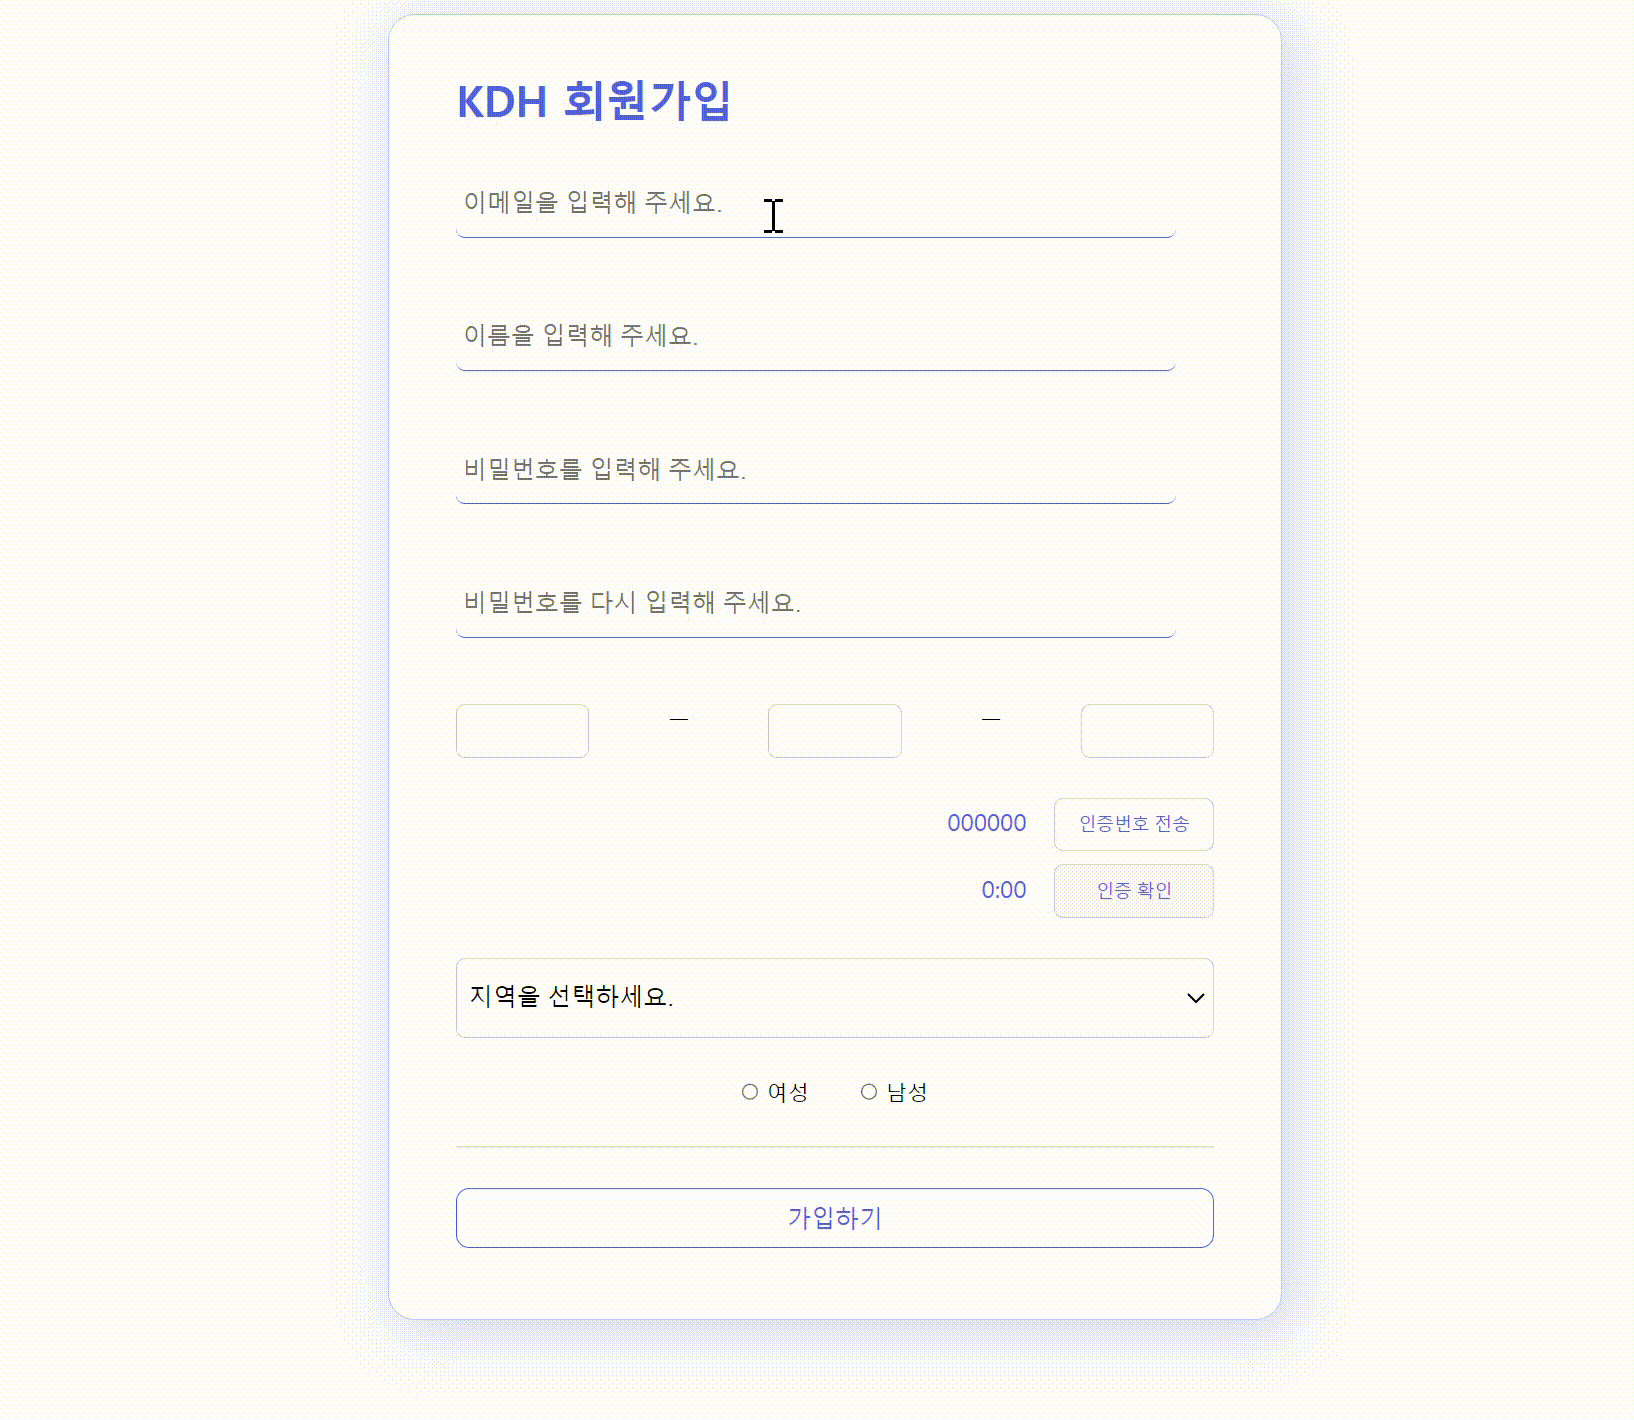 KDH 회원가입
이메일을 입력해 주세요.
이름을 입력해 주세요.
비밀번호를 입력해 주세요.
비밀번호를 다시 입력해 주세요.
— —
000000 인증번호 전송
0:00 인증 확인
지역을 선택하세요.
여성 남성
가입하기